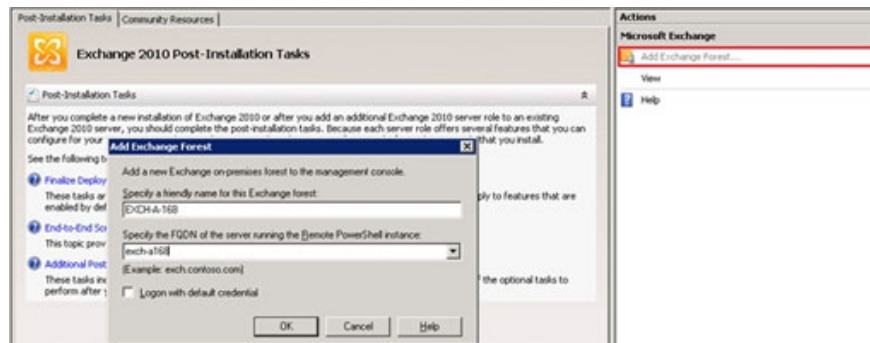 Post-Installation Tasks
Community Resources
Exchange 2010 Post-Installation Tasks
Post-Installation Tasks
After you complete a new installation of Exchange 2010 or after you add an additional Exchange 2010 server role to an existing
Exchange 2010 server, you should complete the post-installation tasks. Because each server role offers several features that you can
configure for your
that you install.
See the following t
Finalize Deploy
These tasks ar
ply to features that are
enabled by def
End-to-End Sc
This topic prov
Additional Post
These tasks inc
f the optional tasks to
perform after y
Add Exchange Forest
Add a new Exchange on-premises forest to the management console.
Specify a friendly name for this Exchange forest:
EXCH-A-168
Specify the FQDN of the server running the Remote PowerShell instance:
exch-a168
(Example: exch.contoso.com)
Logon with default credential
OK
Cancel
Help
Actions
Microsoft Exchange
Add Exchange Forest...
View
Help